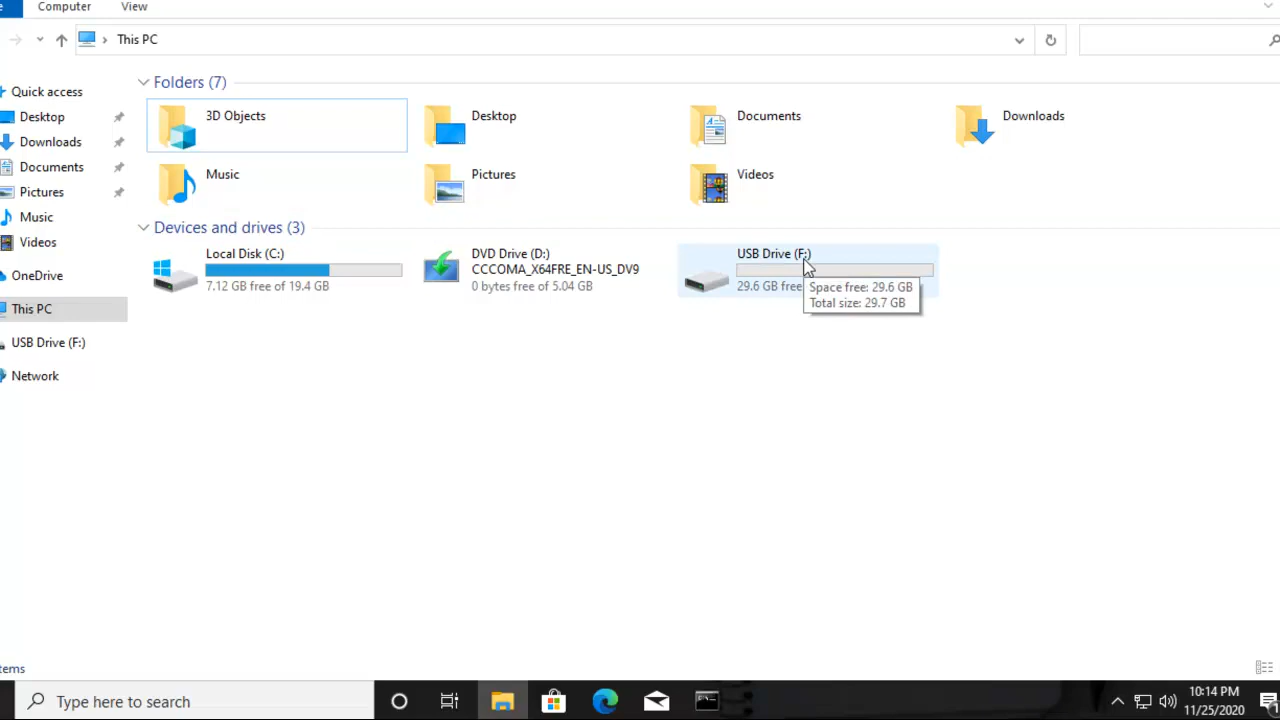 Computer View
This PC
Folders (7)
Quick access
Desktop
Downloads
Documents
Pictures
Music
Videos
OneDrive
This PC
USB Drive (F:)
Network
3D Objects
Desktop
Documents
Downloads
Music
Pictures
Videos
Devices and drives (3)
Local Disk (C:)
7.12 GB free of 19.4 GB
DVD Drive (D:)
CCCOMA_X64FRE_EN-US_DV9
0 bytes free of 5.04 GB
USB Drive (F:)
29.6 GB free
Space free: 29.6 GB
Total size: 29.7 GB
Type here to search
10:14 PM
11/25/2020